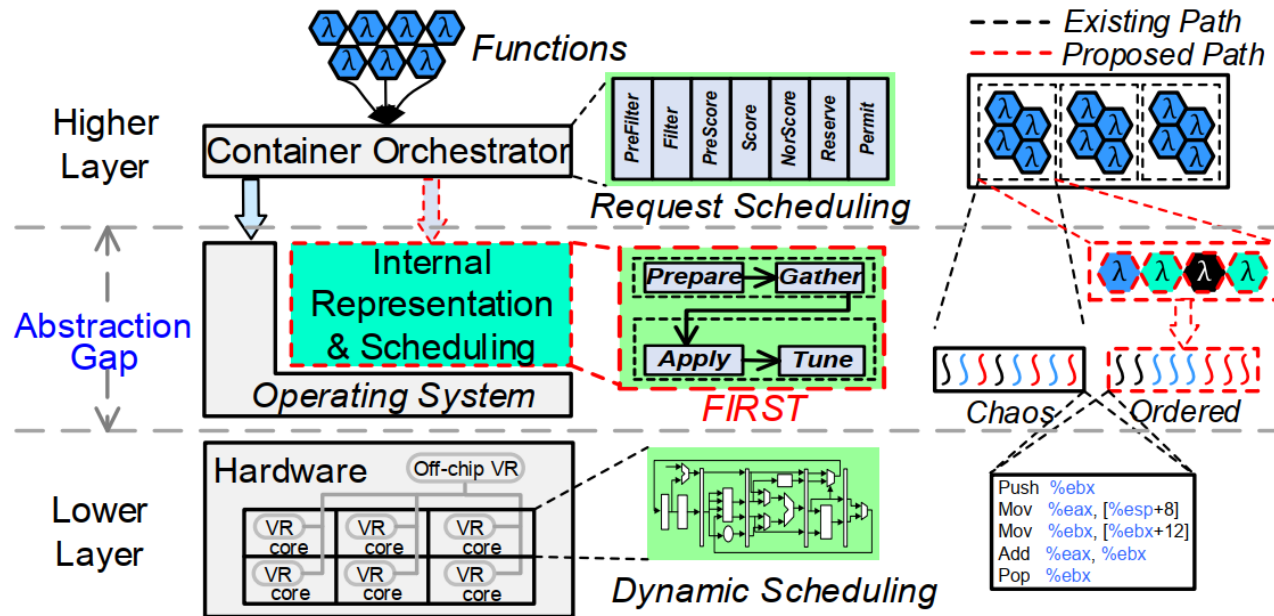 λ λ λ λ
λ λ λ
Functions
Existing Path
Proposed Path
Higher
Layer
Container Orchestrator
PreFilter
Filter
PreScore
Score
NorScore
Reserve
Permit
Request Scheduling
λ λ λ λ
λ λ λ λ
λ λ λ λ
Abstraction
Gap
Internal
Representation
& Scheduling
Operating System
Prepare
Gather
Apply
Tune
FIRST
λ λ λ λ
Chaos
Ordered
Lower
Layer
Hardware
Off-chip VR
VR
core
VR
core
VR
core
VR
core
VR
core
VR
core
Dynamic Scheduling
Push %ebx
Mov %eax, [%esp+8]
Mov %ebx, [%ebx+12]
Add %eax, %ebx
Pop %ebx